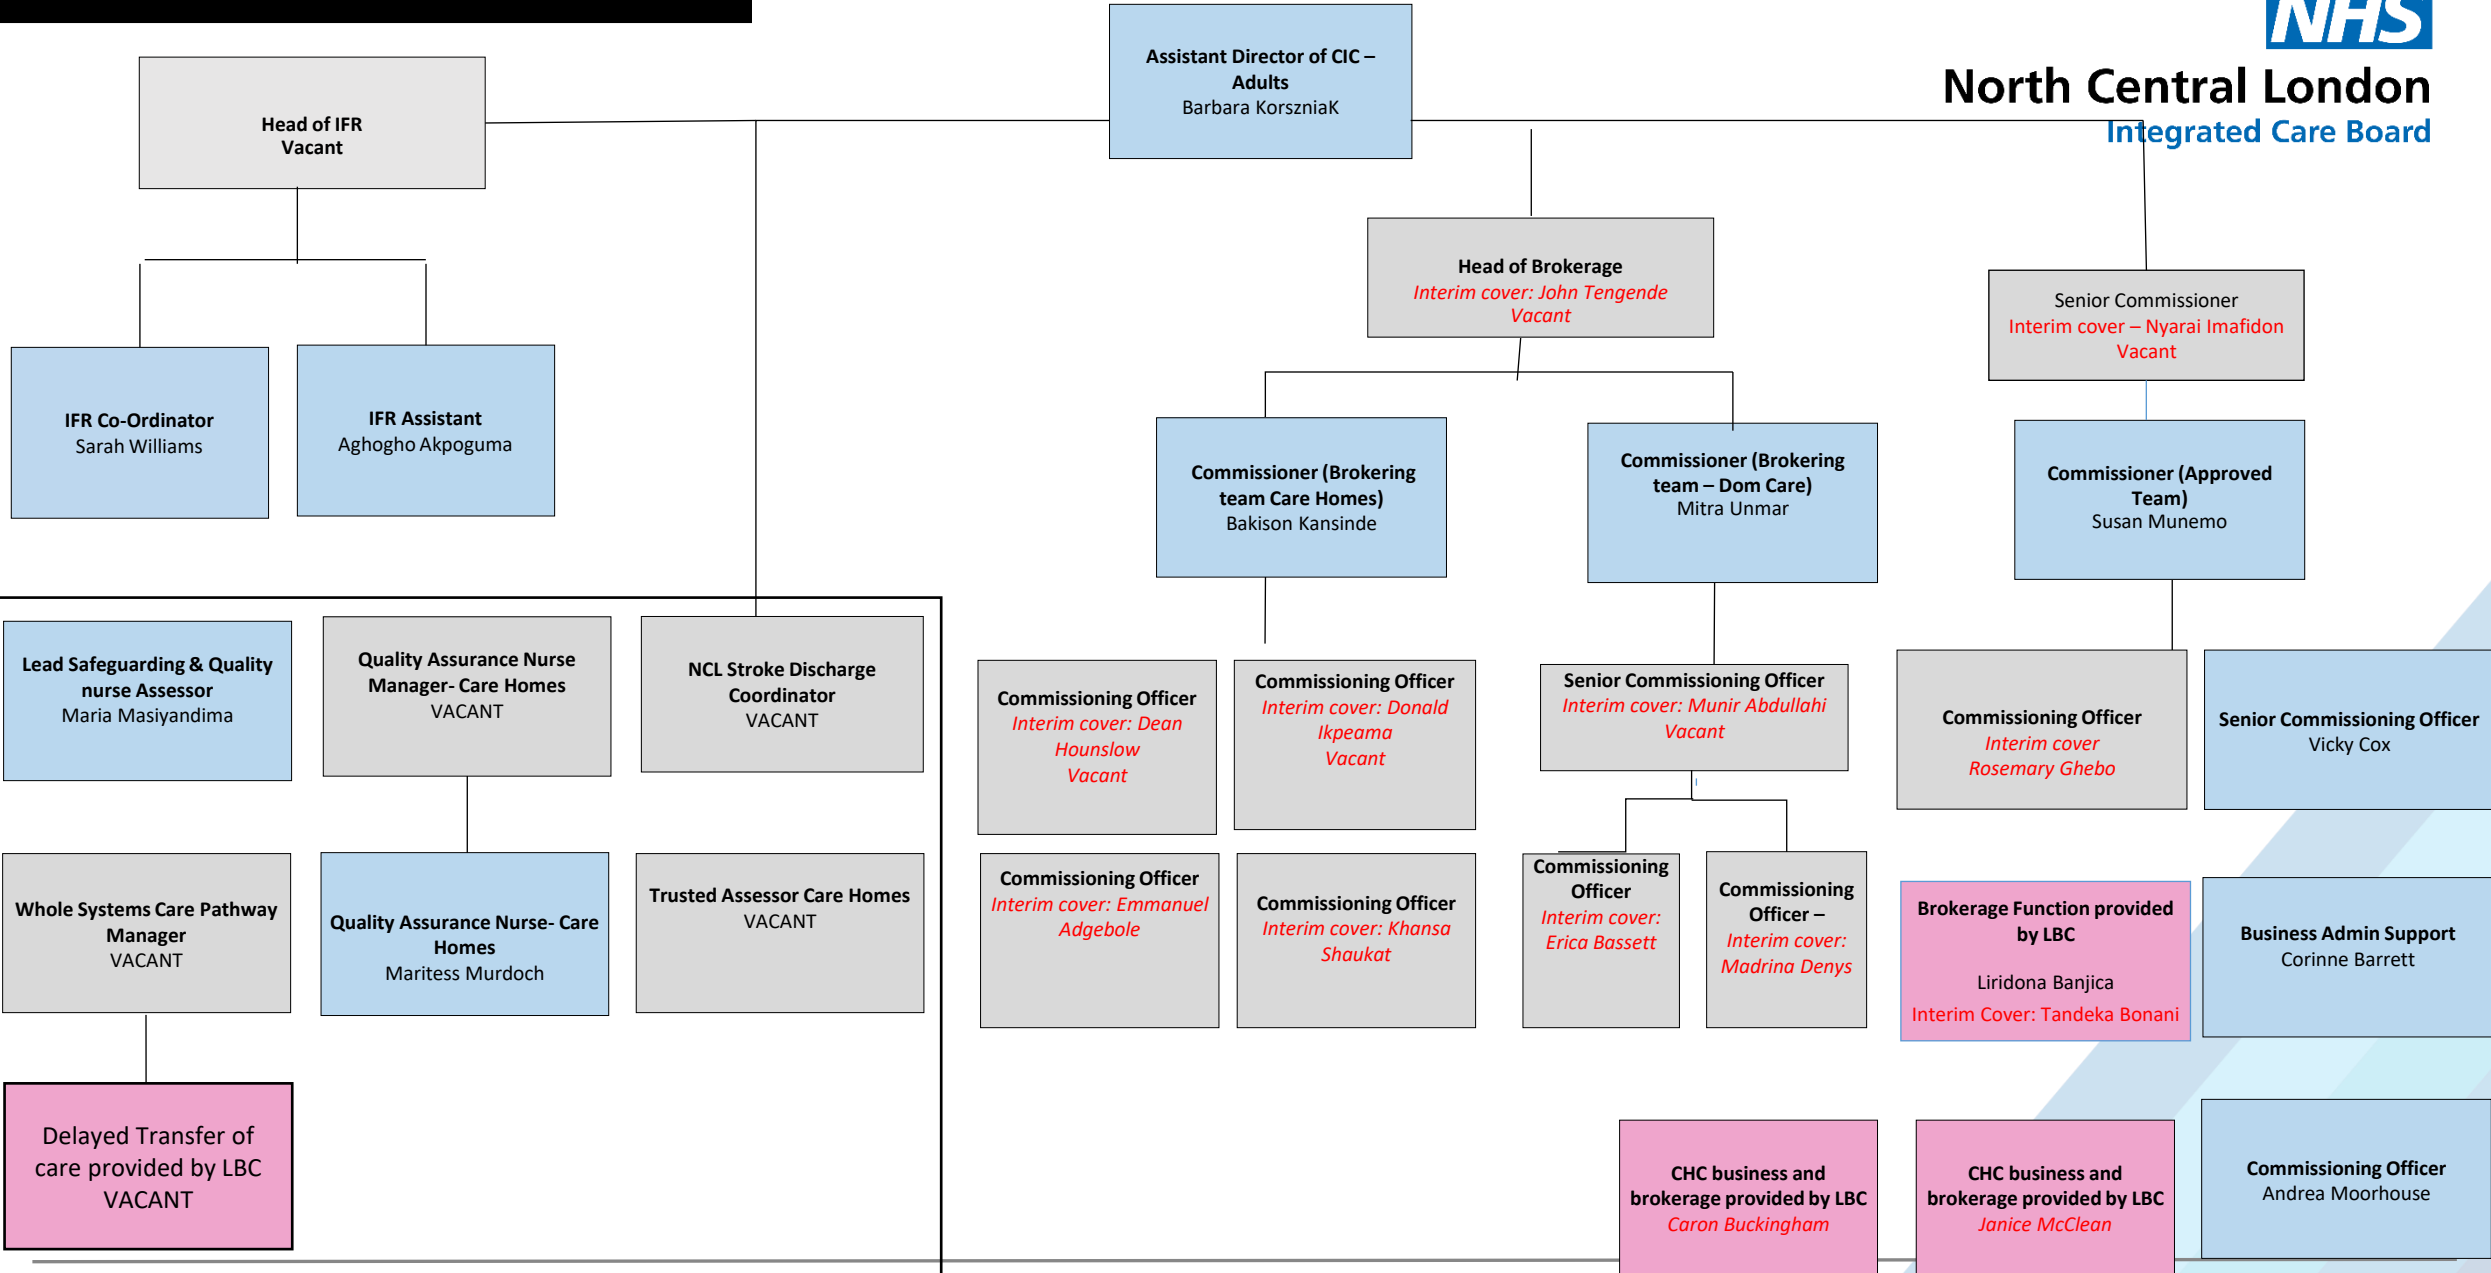 NHS
North Central London
Integrated Care Board
Assistant Director of CIC –
Adults
Barbara KorszniaK
Head of IFR
Vacant
Head of Brokerage
Interim cover: John Tengende
Vacant
Senior Commissioner
Interim cover – Nyarai Imafidon
Vacant
IFR Co-Ordinator
Sarah Williams
IFR Assistant
Aghogho Akpoguma
Commissioner (Brokering
team Care Homes)
Bakison Kansinde
Commissioner (Brokering
team – Dom Care)
Mitra Unmar
Commissioner (Approved
Team)
Susan Munemo
Lead Safeguarding & Quality
nurse Assessor
Maria Masiyandima
Quality Assurance Nurse
Manager- Care Homes
VACANT
NCL Stroke Discharge
Coordinator
VACANT
Commissioning Officer
Interim cover: Dean
Hounslow
Vacant
Commissioning Officer
Interim cover: Donald
Ikpeama
Vacant
Senior Commissioning Officer
Interim cover: Munir Abdullahi
Vacant
Commissioning Officer
Interim cover
Rosemary Ghebo
Senior Commissioning Officer
Vicky Cox
Whole Systems Care Pathway
Manager
VACANT
Quality Assurance Nurse- Care
Homes
Maritess Murdoch
Trusted Assessor Care Homes
VACANT
Commissioning Officer
Interim cover: Emmanuel
Adgebole
Commissioning Officer
Interim cover: Khansa
Shaukat
Commissioning
Officer
Interim cover:
Erica Bassett
Commissioning
Officer –
Interim cover:
Madrina Denys
Brokerage Function provided
by LBC
Liridona Banjica
Interim Cover: Tandeka Bonani
Business Admin Support
Corinne Barrett
Delayed Transfer of
care provided by LBC
VACANT
CHC business and
brokerage provided by LBC
Caron Buckingham
CHC business and
brokerage provided by LBC
Janice McClean
Commissioning Officer
Andrea Moorhouse